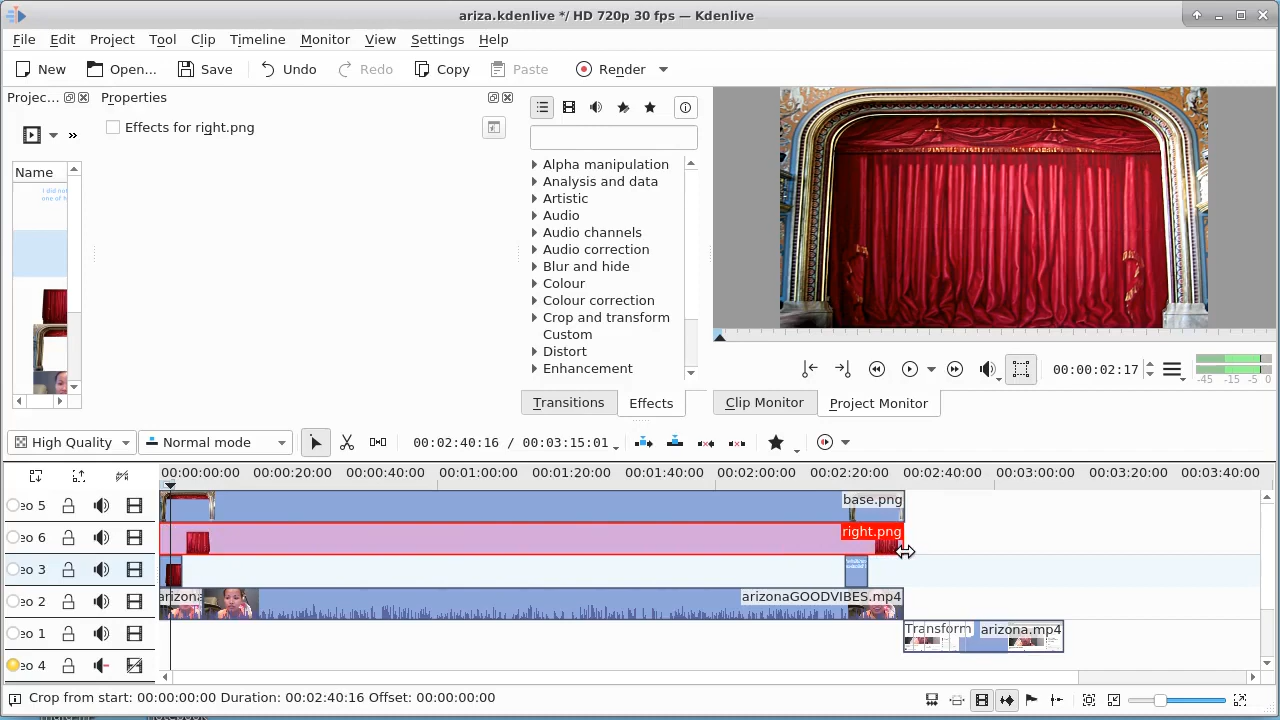 ariza.kdenlive */ HD 720p 30 fps — Kdenlive
File Edit Project Tool Clip Timeline Monitor View Settings Help
New Open... Save Undo Redo Copy Paste Render
Projec... Properties
Effects for right.png
Name
I did not
one of
Alpha manipulation
Analysis and data
Artistic
Audio
Audio channels
Audio correction
Blur and hide
Colour
Colour correction
Crop and transform
Custom
Distort
Enhancement
00:00:02:17
-45 -15 -5 0
Transitions Effects Clip Monitor Project Monitor
High Quality Normal mode 00:02:40:16 / 00:03:15:01
00:00:00:00 00:00:20:00 00:00:40:00 00:01:00:00 00:01:20:00 00:01:40:00 00:02:00:00 00:02:20:00 00:02:40:00 00:03:00:00 00:03:20:00 00:03:40:00
eo 5 base.png
eo 6 right.png
eo 3
eo 2 arizona arizonaGOODVIBES.mp4
eo 1 Transform arizona.mp4
eo 4
Crop from start: 00:00:00:00 Duration: 00:02:40:16 Offset: 00:00:00:00